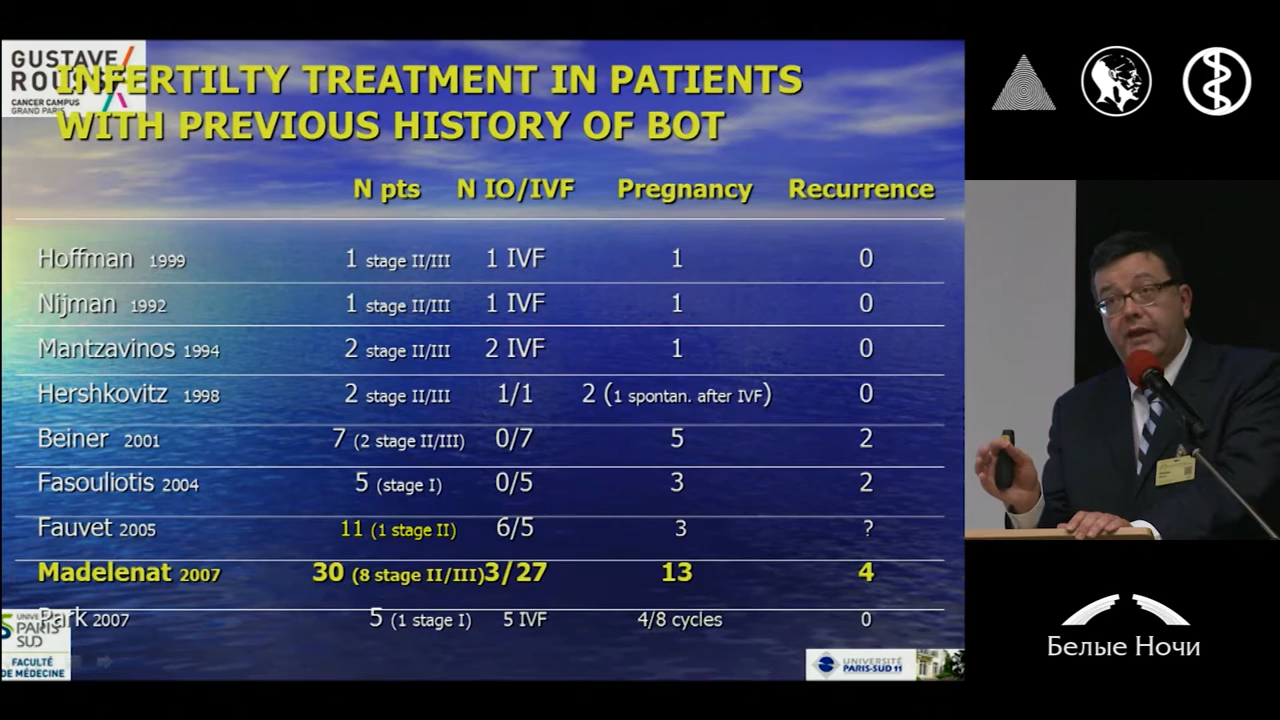 GUSTAVE/
ROUSS
CANCER CAMPUS
GRAND PARIS
INFERTILTY TREATMENT IN PATIENTS
WITH PREVIOUS HISTORY OF BOT
N pts N IO/IVF Pregnancy Recurrence
Hoffman 1999 1 stage II/III 1 IVF 1 0
Nijman 1992 1 stage II/III 1 IVF 1 0
Mantzavinos 1994 2 stage II/III 2 IVF 1 0
Hershkovitz 1998 2 stage II/III 1/1 2 (1 spontan. after IVF) 0
Beiner 2001 7 (2 stage II/III) 0/7 5 2
Fasouliotis 2004 5 (stage I) 0/5 3 2
Fauvet 2005 11 (1 stage II) 6/5 3 ?
Madelenat 2007 30 (8 stage II/III) 3/27 13 4
Park 2007 5 (1 stage I) 5 IVF 4/8 cycles 0
PARIS
SUD
FACULTÉ
DE MÉDECINE
UNIVERSITÉ
PARIS-SUD 11
Белые Ночи